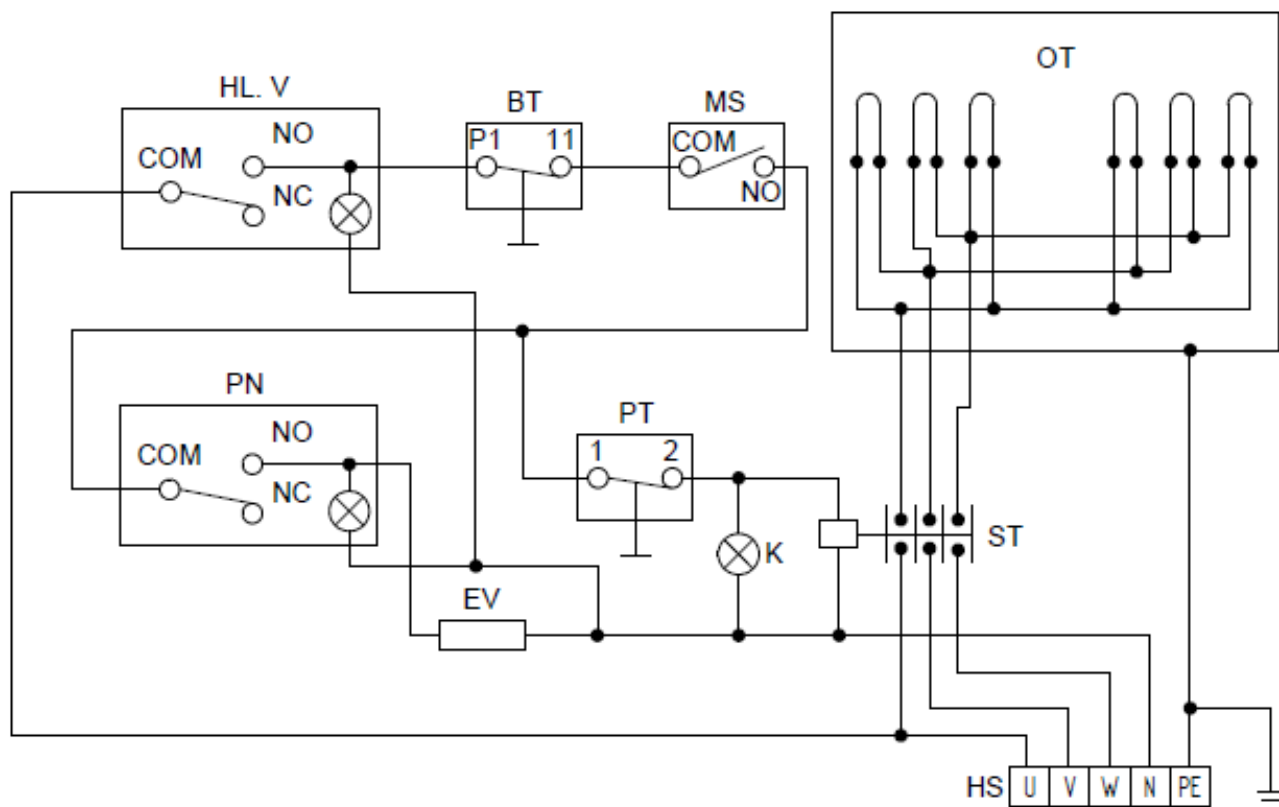 OT
HL. V
BT
MS
NO
P1 11
COM
COM
NC
NO
PN
PT
NO
1 2
COM
NC
ST
K
EV
HS U V W N PE